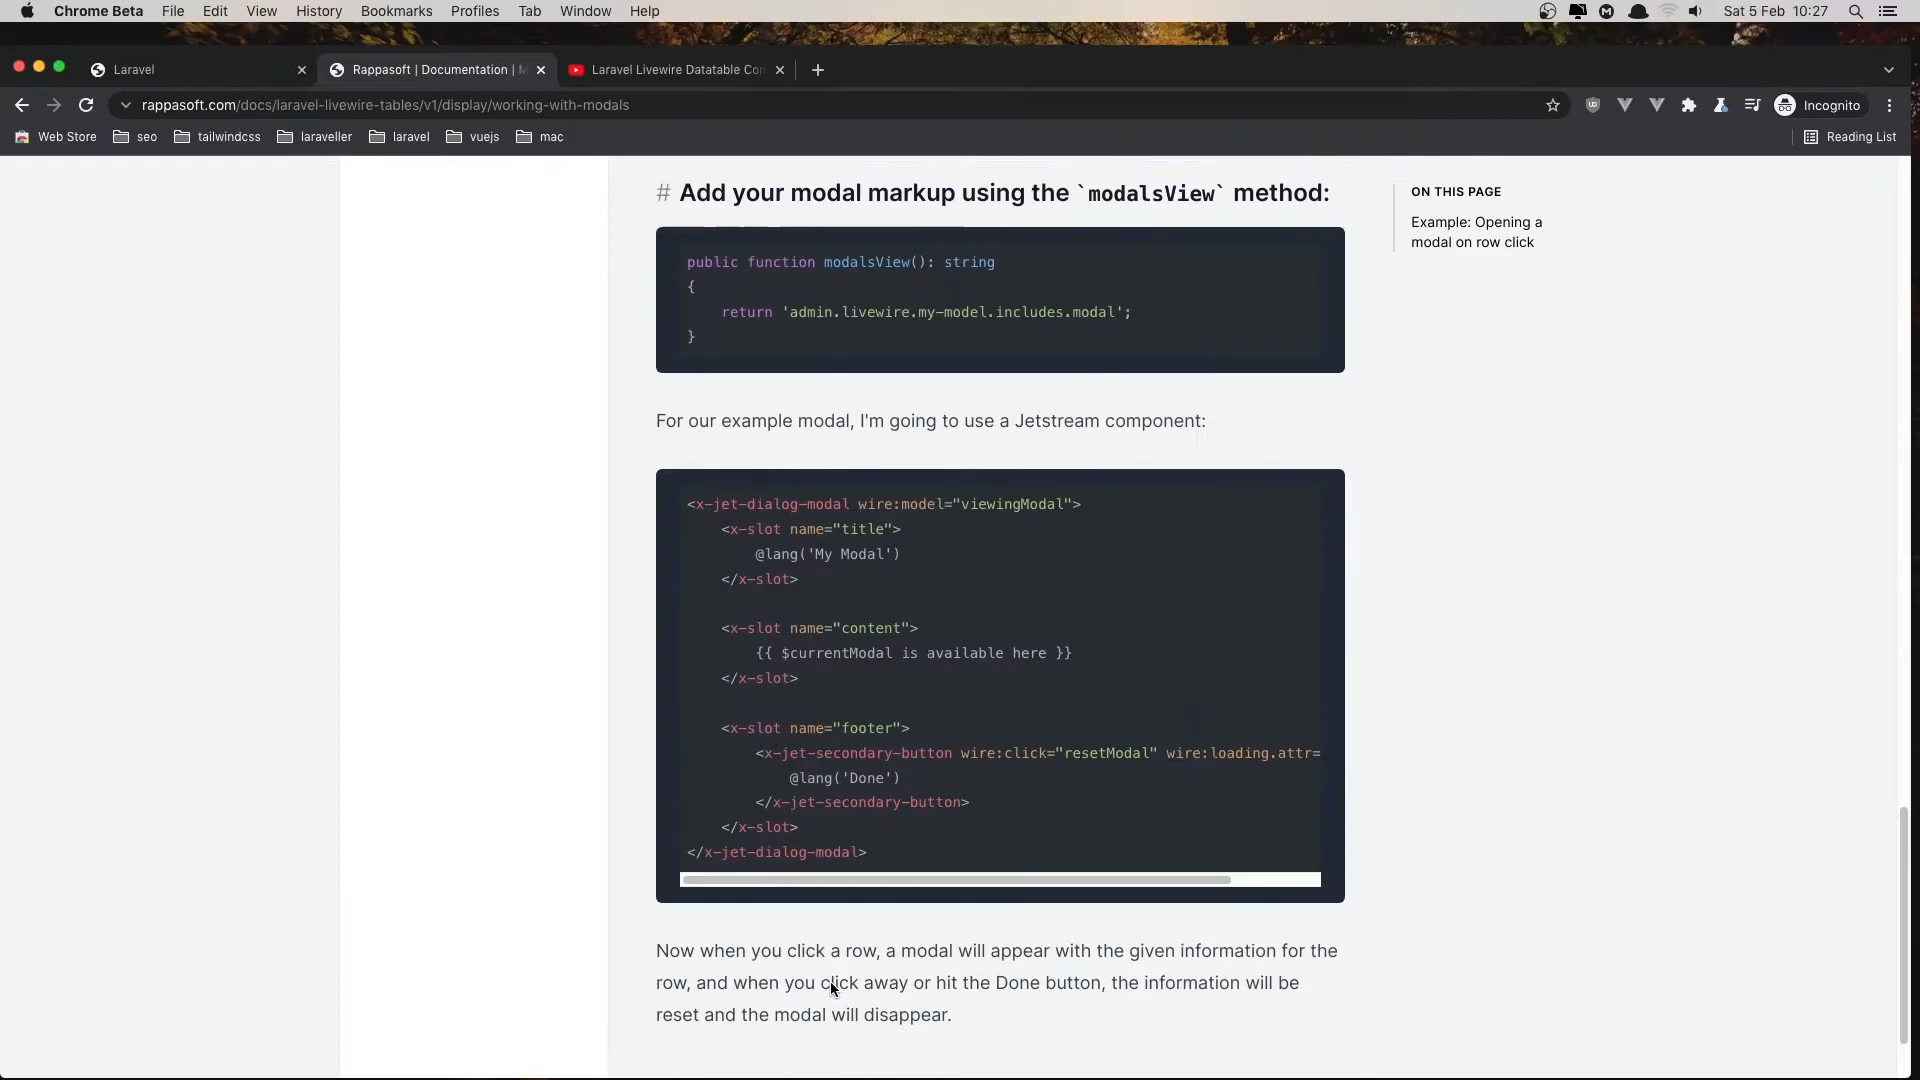 Chrome Beta File Edit View History Bookmarks Profiles Tab Window Help Sat 5 Feb 10:27
Laravel Rappasoft | Documentation | M Laravel Livewire Datatable Con
rappasoft.com/docs/laravel-livewire-tables/v1/display/working-with-modals Incognito
Web Store seo tailwindcss laraveller laravel vuejs mac Reading List
# Add your modal markup using the `modalsView` method:
public function modalsView(): string
{
return 'admin.livewire.my-model.includes.modal';
}
For our example modal, I'm going to use a Jetstream component:
<x-jet-dialog-modal wire:model="viewingModal">
<x-slot name="title">
@lang('My Modal')
</x-slot>
<x-slot name="content">
{{ $currentModal is available here }}
</x-slot>
<x-slot name="footer">
<x-jet-secondary-button wire:click="resetModal" wire:loading.attr=
@lang('Done')
</x-jet-secondary-button>
</x-slot>
</x-jet-dialog-modal>
Now when you click a row, a modal will appear with the given information for the
row, and when you click away or hit the Done button, the information will be
reset and the modal will disappear.
ON THIS PAGE
Example: Opening a
modal on row click